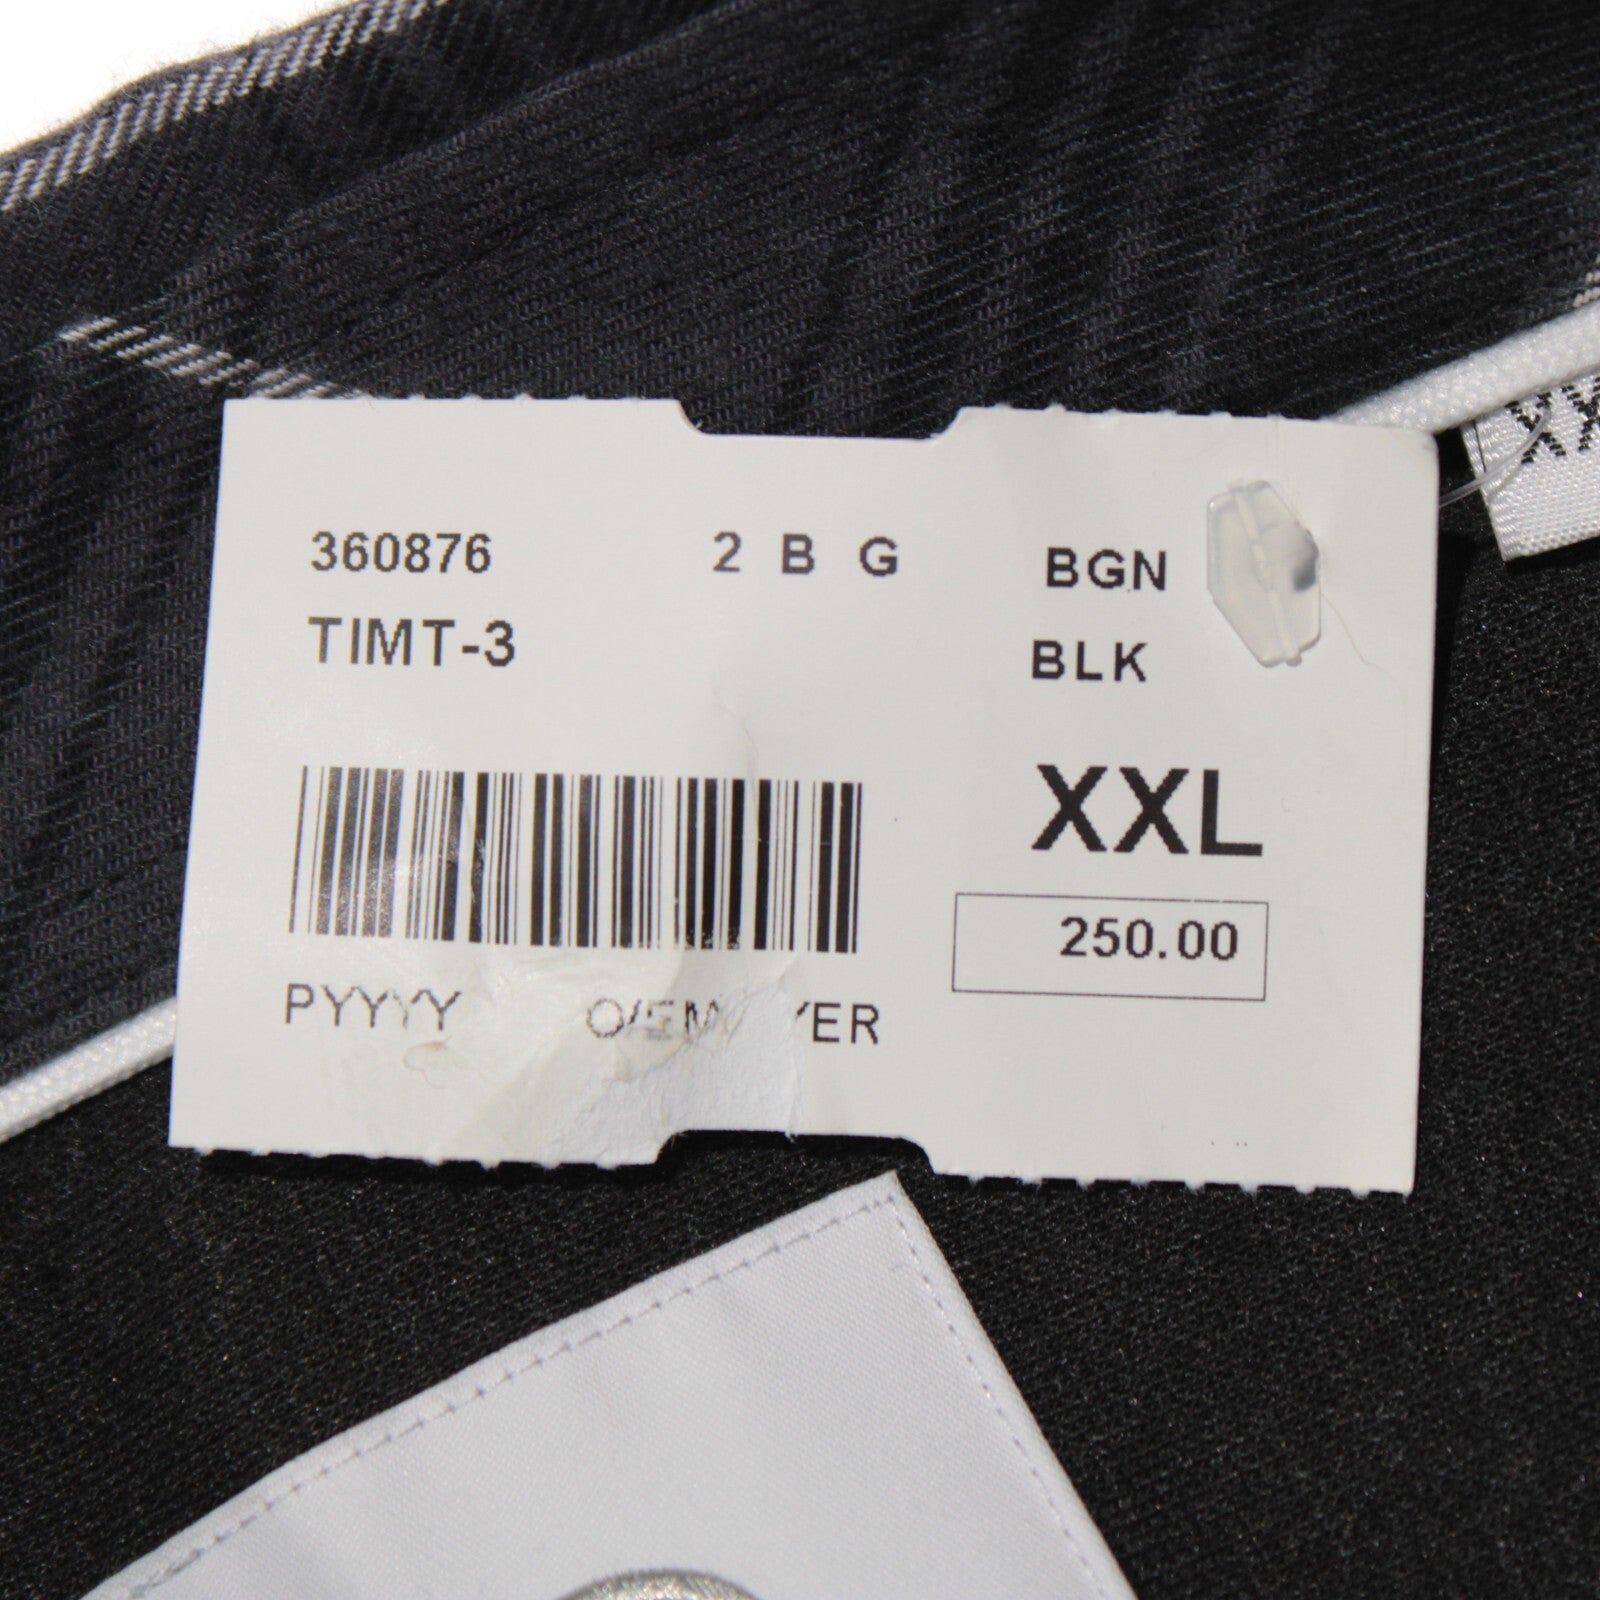 360876 2 B G BGN
TIMT-3 BLK
XXL
250.00
PYYYY